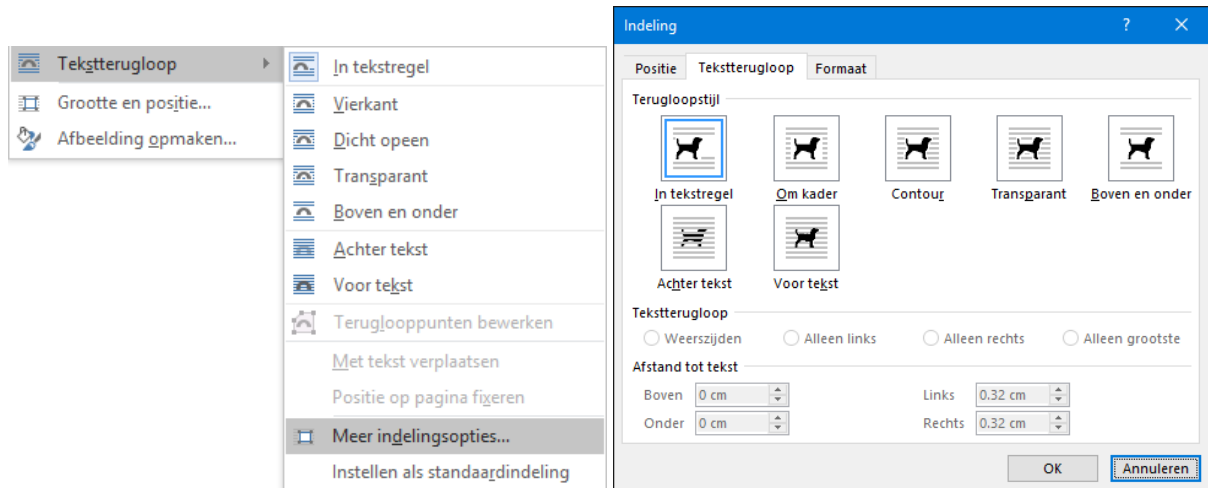 Tekstterugloop
Grootte en positie...
Afbeelding opmaken...
In tekstregel
Vierkant
Dicht opeen
Transparant
Boven en onder
Achter tekst
Voor tekst
Teruglooppunten bewerken
Met tekst verplaatsen
Positie op pagina fixeren
Meer indelingsopties...
Instellen als standaardindeling
Indeling ?
Positie Tekstterugloop Formaat
Terugloopstijl
In tekstregel Om kader Contour Transparant Boven en onder
Achter tekst Voor tekst
Tekstterugloop
Weerszijden Alleen links Alleen rechts Alleen grootste
Afstand tot tekst
Boven 0 cm Links 0.32 cm
Onder 0 cm Rechts 0.32 cm
OK Annuleren